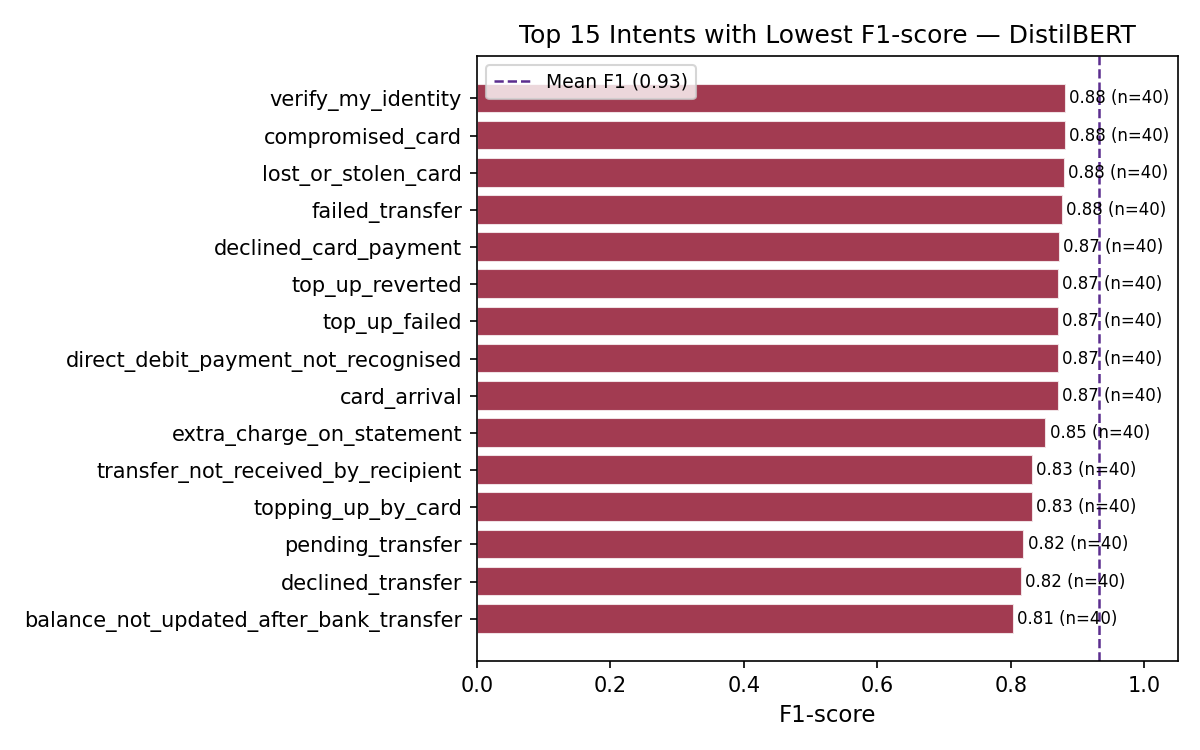 Top 15 Intents with Lowest F1-score — DistilBERT
Mean F1 (0.93)
verify_my_identity 0.88 (n=40)
compromised_card 0.88 (n=40)
lost_or_stolen_card 0.88 (n=40)
failed_transfer 0.88 (n=40)
declined_card_payment 0.87 (n=40)
top_up_reverted 0.87 (n=40)
top_up_failed 0.87 (n=40)
direct_debit_payment_not_recognised 0.87 (n=40)
card_arrival 0.87 (n=40)
extra_charge_on_statement 0.85 (n=40)
transfer_not_received_by_recipient 0.83 (n=40)
topping_up_by_card 0.83 (n=40)
pending_transfer 0.82 (n=40)
declined_transfer 0.82 (n=40)
balance_not_updated_after_bank_transfer 0.81 (n=40)
0.0 0.2 0.4 0.6 0.8 1.0
F1-score